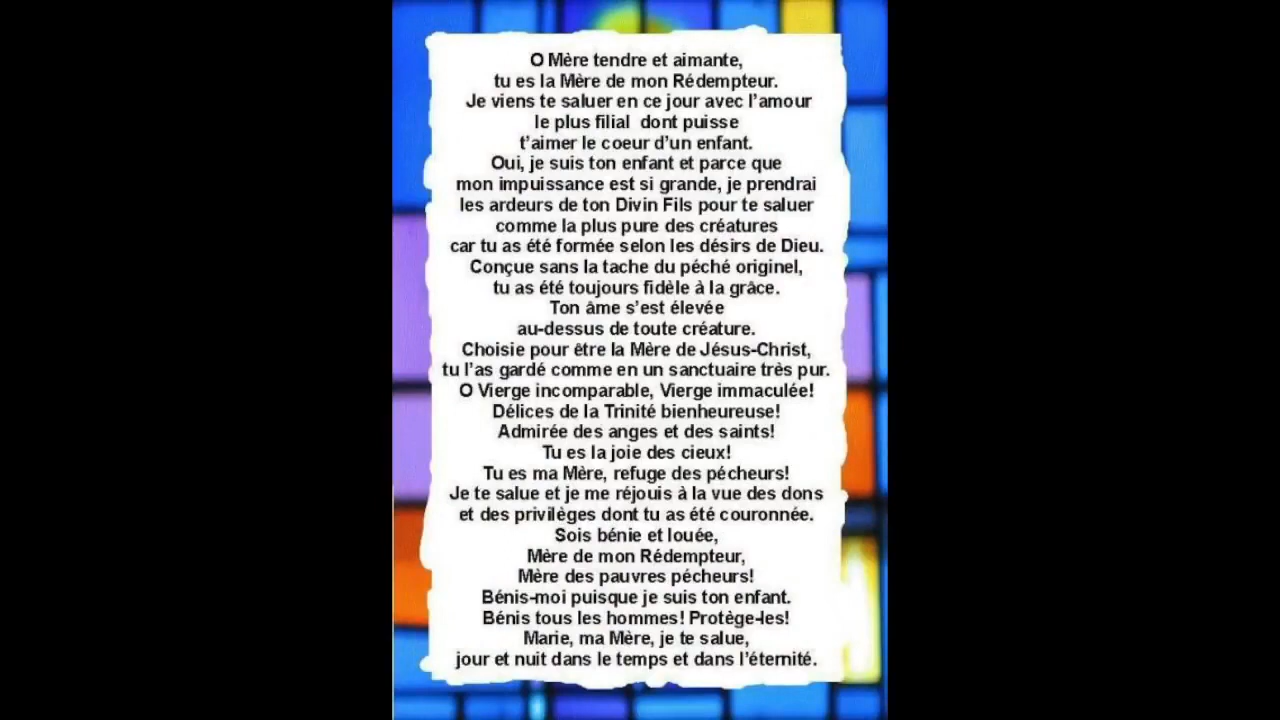 O Mère tendre et aimante,
tu es la Mère de mon Rédempteur.
Je viens te saluer en ce jour avec l'amour
le plus filial dont puisse
t'aimer le coeur d'un enfant.
Oui, je suis ton enfant et parce que
mon impuissance est si grande, je prendrai
les ardeurs de ton Divin Fils pour te saluer
comme la plus pure des créatures
car tu as été formée selon les désirs de Dieu.
Conçue sans la tache du péché originel,
tu as été toujours fidèle à la grâce.
Ton âme s'est élevée
au-dessus de toute créature.
Choisie pour être la Mère de Jésus-Christ,
tu l'as gardé comme en un sanctuaire très pur.
O Vierge incomparable, Vierge immaculée!
Délices de la Trinité bienheureuse!
Admirée des anges et des saints!
Tu es la joie des cieux!
Tu es ma Mère, refuge des pécheurs!
Je te salue et je me réjouis à la vue des dons
et des privilèges dont tu as été couronnée.
Sois bénie et louée,
Mère de mon Rédempteur,
Mère des pauvres pécheurs!
Bénis-moi puisque je suis ton enfant.
Bénis tous les hommes! Protège-les!
Marie, ma Mère, je te salue,
jour et nuit dans le temps et dans l'éternité.